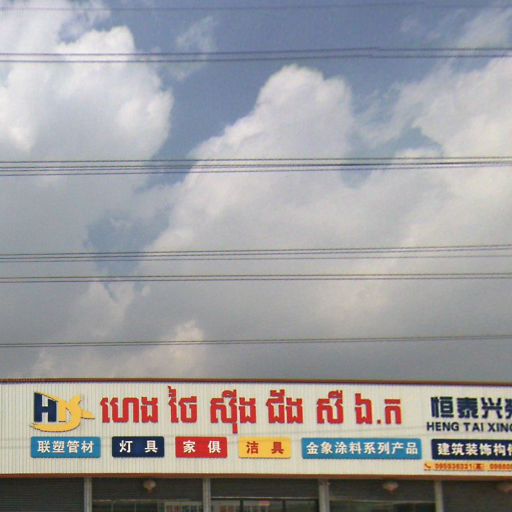 ហេង ថៃ ស៊ីង ជ័ង សឺ ឯ.ក
恒泰兴
HENG TAI XING
联塑管材 灯具 家俱 洁具 金象涂料系列产品 建筑装饰构件